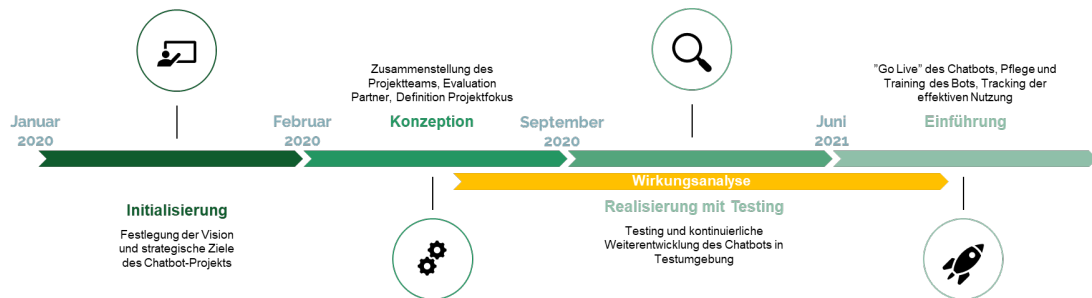 Januar
2020
Initialisierung
Festlegung der Vision
und strategische Ziele
des Chatbot-Projekts
Februar
2020
Zusammenstellung des
Projektteams, Evaluation
Partner, Definition Projektfokus
Konzeption
September
2020
Wirkungsanalyse
Realisierung mit Testing
Testing und kontinuierliche
Weiterentwicklung des Chatbots in
Testumgebung
Juni
2021
"Go Live" des Chatbots, Pflege und
Training des Bots, Tracking der
effektiven Nutzung
Einführung